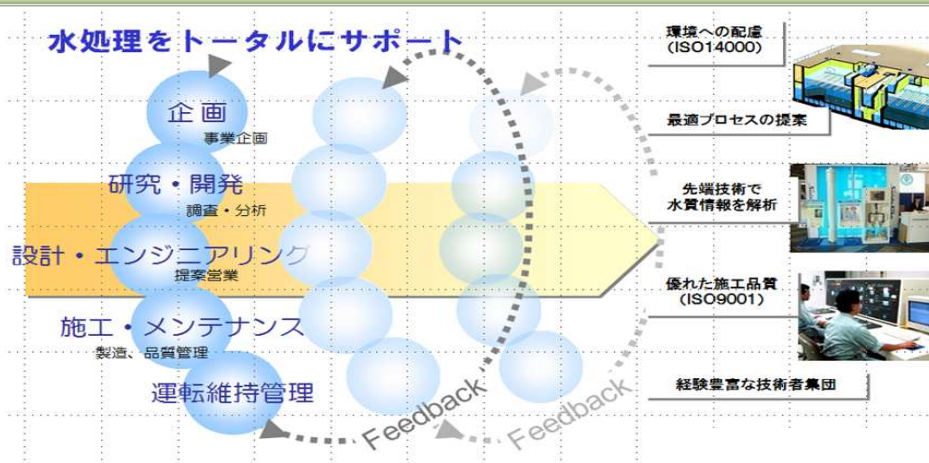 水処理をトータルにサポート
企画
事業企画
研究・開発
調査・分析
設計・エンジニアリング
提案営業
施工・メンテナンス
製造、品質管理
運転維持管理
Feedback
Feedback
環境への配慮
(ISO14000)
最適プロセスの提案
先端技術で
水質情報を解析
優れた施工品質
(ISO9001)
経験豊富な技術者集団